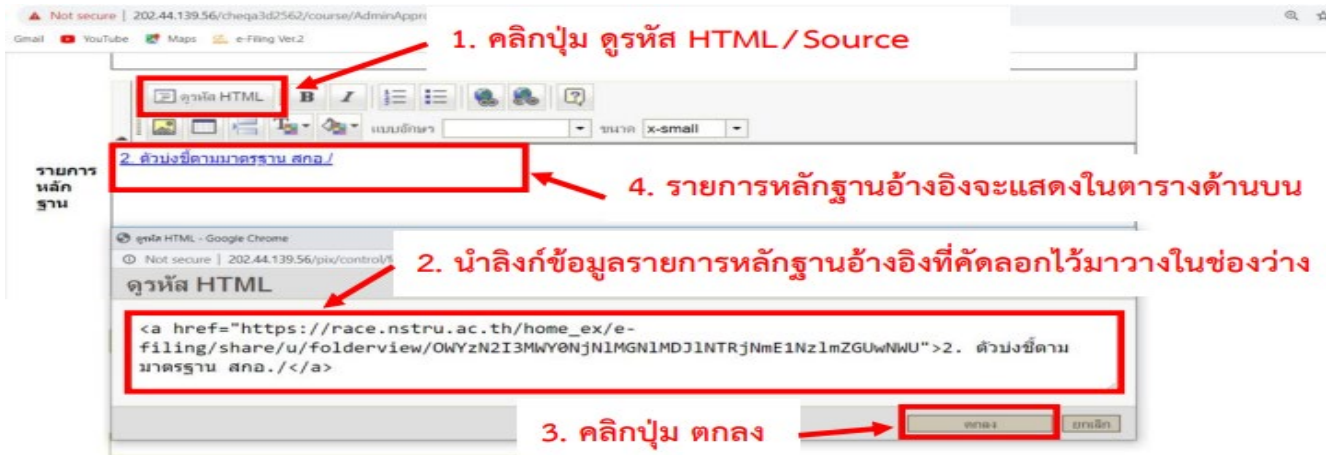 Not secure | 202.44.139.56/cheqa3d2562/course/AdminAppr
Gmail YouTube Maps e-Filing Ver.2
1. คลิกปุ่ม ดูรหัส HTML/Source
ดูรหัส HTML B I
แบบอักษร ขนาด x-small
2. ตัวบ่งชี้ตามมาตรฐาน สกอ./
รายการ
หลัก
ฐาน
4. รายการหลักฐานอ้างอิงจะแสดงในตารางด้านบน
ดูรหัส HTML - Google Chrome
Not secure | 202.44.139.56/pix/control/
2. นำลิงก์ข้อมูลรายการหลักฐานอ้างอิงที่คัดลอกไว้มาวางในช่องว่าง
ดูรหัส HTML
<a href="https://race.nstru.ac.th/home_ex/e-
filing/share/u/folderview/OWYzN2I3MWY0NjNlMGNlMDJlNTRjNmE1NzlmZGUwNWU">2. ตัวบ่งชี้ตาม
มาตรฐาน สกอ./</a>
3. คลิกปุ่ม ตกลง
ตกลง ยกเลิก